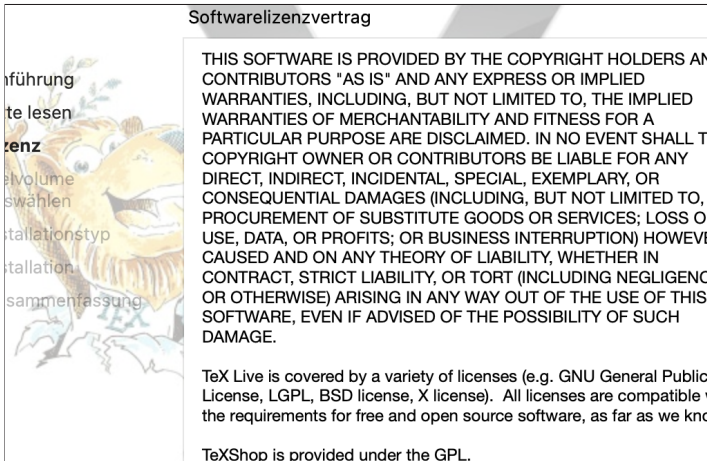 Softwarelizenzvertrag
nführung
te lesen
zenz
elvolume
swählen
stallationstyp
stallation
sammenfassung
TEX
THIS SOFTWARE IS PROVIDED BY THE COPYRIGHT HOLDERS AN
CONTRIBUTORS "AS IS" AND ANY EXPRESS OR IMPLIED
WARRANTIES, INCLUDING, BUT NOT LIMITED TO, THE IMPLIED
WARRANTIES OF MERCHANTABILITY AND FITNESS FOR A
PARTICULAR PURPOSE ARE DISCLAIMED. IN NO EVENT SHALL T
COPYRIGHT OWNER OR CONTRIBUTORS BE LIABLE FOR ANY
DIRECT, INDIRECT, INCIDENTAL, SPECIAL, EXEMPLARY, OR
CONSEQUENTIAL DAMAGES (INCLUDING, BUT NOT LIMITED TO,
PROCUREMENT OF SUBSTITUTE GOODS OR SERVICES; LOSS O
USE, DATA, OR PROFITS; OR BUSINESS INTERRUPTION) HOWEVE
CAUSED AND ON ANY THEORY OF LIABILITY, WHETHER IN
CONTRACT, STRICT LIABILITY, OR TORT (INCLUDING NEGLIGENC
OR OTHERWISE) ARISING IN ANY WAY OUT OF THE USE OF THIS
SOFTWARE, EVEN IF ADVISED OF THE POSSIBILITY OF SUCH
DAMAGE.
TeX Live is covered by a variety of licenses (e.g. GNU General Public
License, LGPL, BSD license, X license).  All licenses are compatible
the requirements for free and open source software, as far as we kno
TeXShop is provided under the GPL.